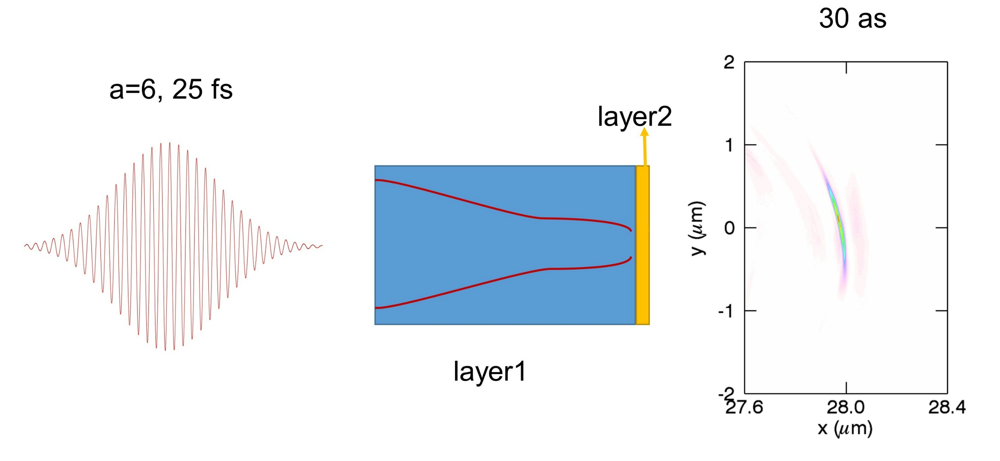 a=6, 25 fs
layer1
layer2
30 as
2
1
0
-1
-2
y (μm)
27.6 28.0 28.4
x (μm)